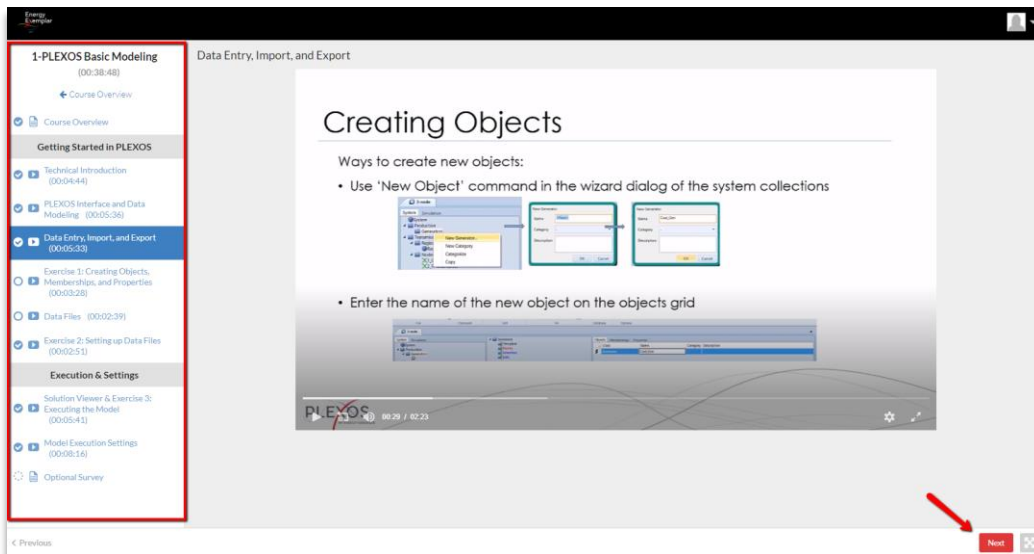 Energy
Exemplar
1-PLEXOS Basic Modeling
(00:38:48)
← Course Overview
Course Overview
Getting Started in PLEXOS
Technical Introduction
(00:04:44)
PLEXOS Interface and Data
Modeling (00:05:36)
Data Entry, Import, and Export
(00:05:33)
Exercise 1: Creating Objects,
Memberships, and Properties
(00:03:28)
Data Files (00:02:39)
Exercise 2: Setting up Data Files
(00:02:51)
Execution & Settings
Solution Viewer & Exercise 3:
Executing the Model
(00:05:41)
Model Execution Settings
(00:08:16)
Optional Survey
Data Entry, Import, and Export
Creating Objects
Ways to create new objects:
• Use 'New Object' command in the wizard dialog of the system collections
New Generator...
New Category
Categorize
Copy
• Enter the name of the new object on the objects grid
PLEXOS
00:29 / 02:23
< Previous
Next